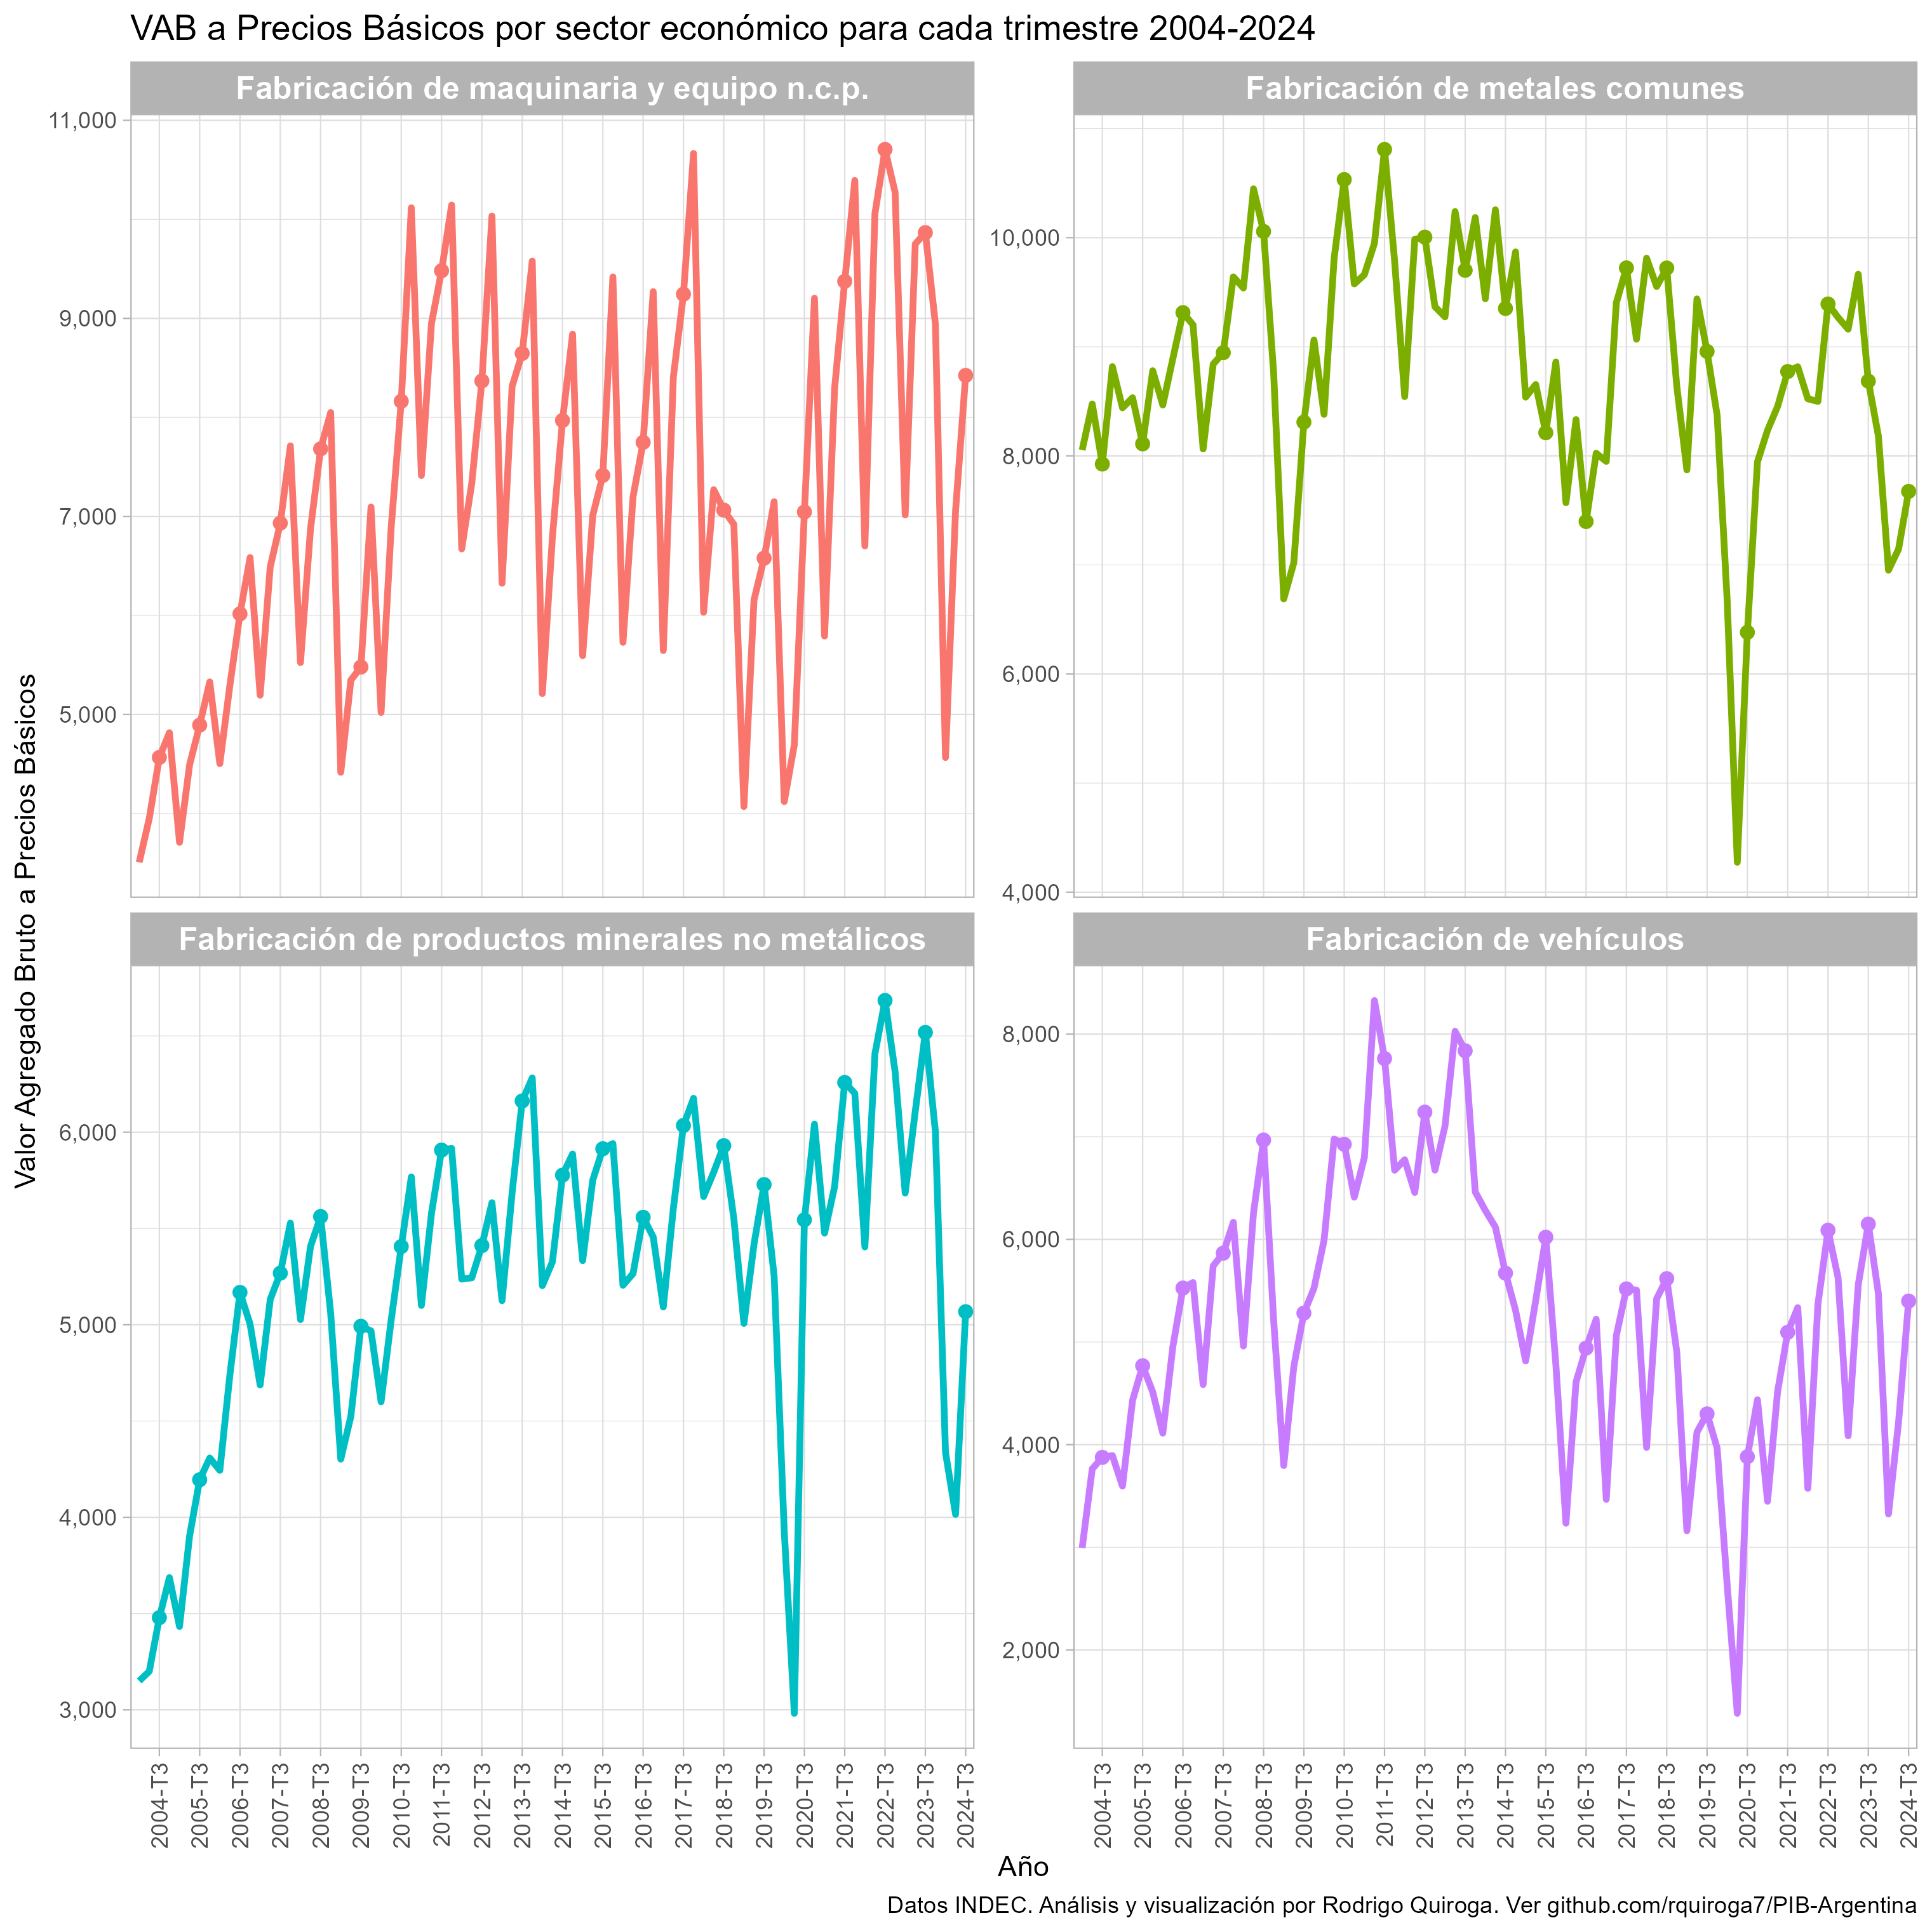 VAB a Precios Básicos por sector económico para cada trimestre 2004-2024
Valor Agregado Bruto a Precios Básicos
Fabricación de maquinaria y equipo n.c.p.
11,000
9,000
7,000
5,000
Fabricación de metales comunes
10,000
8,000
6,000
4,000
Fabricación de productos minerales no metálicos
6,000
5,000
4,000
3,000
2004-T3
2005-T3
2006-T3
2007-T3
2008-T3
2009-T3
2010-T3
2011-T3
2012-T3
2013-T3
2014-T3
2015-T3
2016-T3
2017-T3
2018-T3
2019-T3
2020-T3
2021-T3
2022-T3
2023-T3
2024-T3
Fabricación de vehículos
8,000
6,000
4,000
2,000
2004-T3
2005-T3
2006-T3
2007-T3
2008-T3
2009-T3
2010-T3
2011-T3
2012-T3
2013-T3
2014-T3
2015-T3
2016-T3
2017-T3
2018-T3
2019-T3
2020-T3
2021-T3
2022-T3
2023-T3
2024-T3
Año
Datos INDEC. Análisis y visualización por Rodrigo Quiroga. Ver github.com/rquiroga7/PIB-Argentina